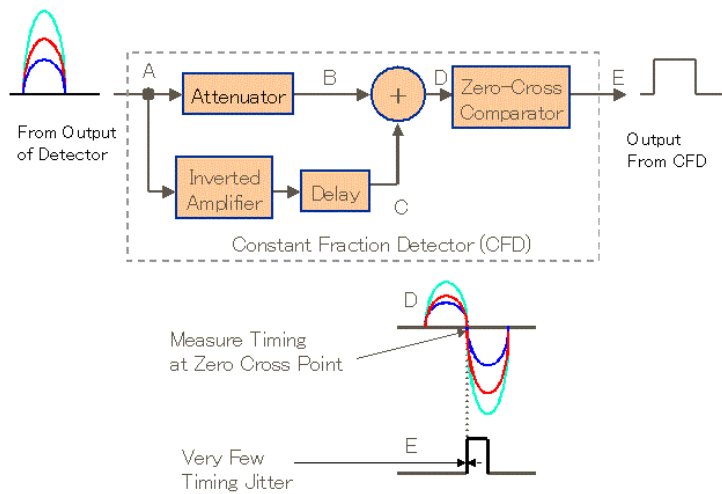 A
B
D
E
Attenuator
+
Zero-Cross
Comparator
From Output
of Detector
Output
From CFD
Inverted
Amplifier
Delay
C
Constant Fraction Detector (CFD)
D
Measure Timing
at Zero Cross Point
E
Very Few
Timing Jitter